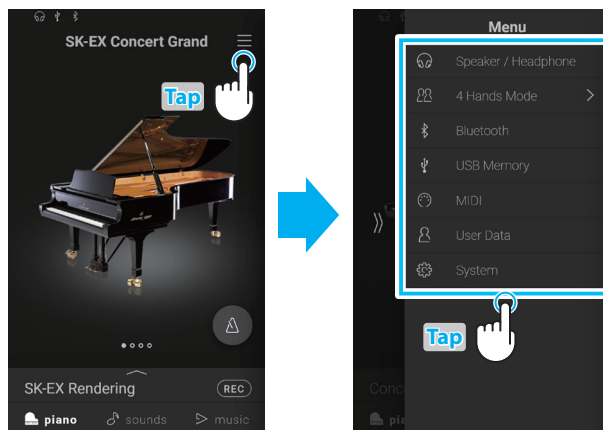 SK-EX Concert Grand
Tap
SK-EX Rendering
REC
piano
sounds
music
Menu
Speaker / Headphone
4 Hands Mode
Bluetooth
USB Memory
MIDI
User Data
System
Tap
Conc
pia